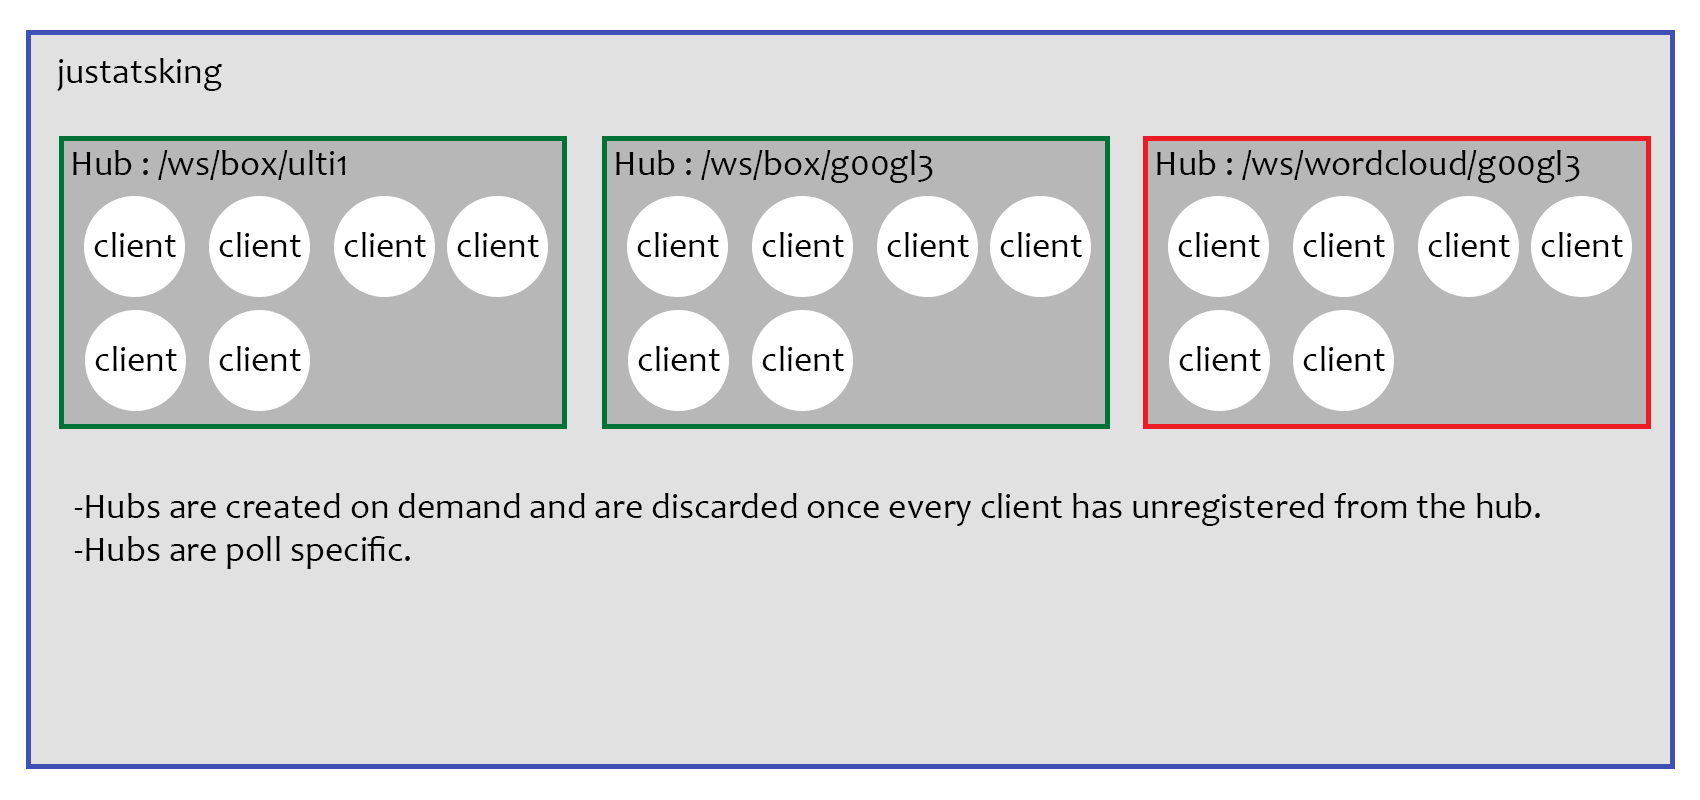 justatsking
Hub : /ws/box/ulti1
client client client client
client client
Hub : /ws/box/g00gl3
client client client client
client client
Hub : /ws/wordcloud/g00gl3
client client client client
client client
-Hubs are created on demand and are discarded once every client has unregistered from the hub.
-Hubs are poll specific.